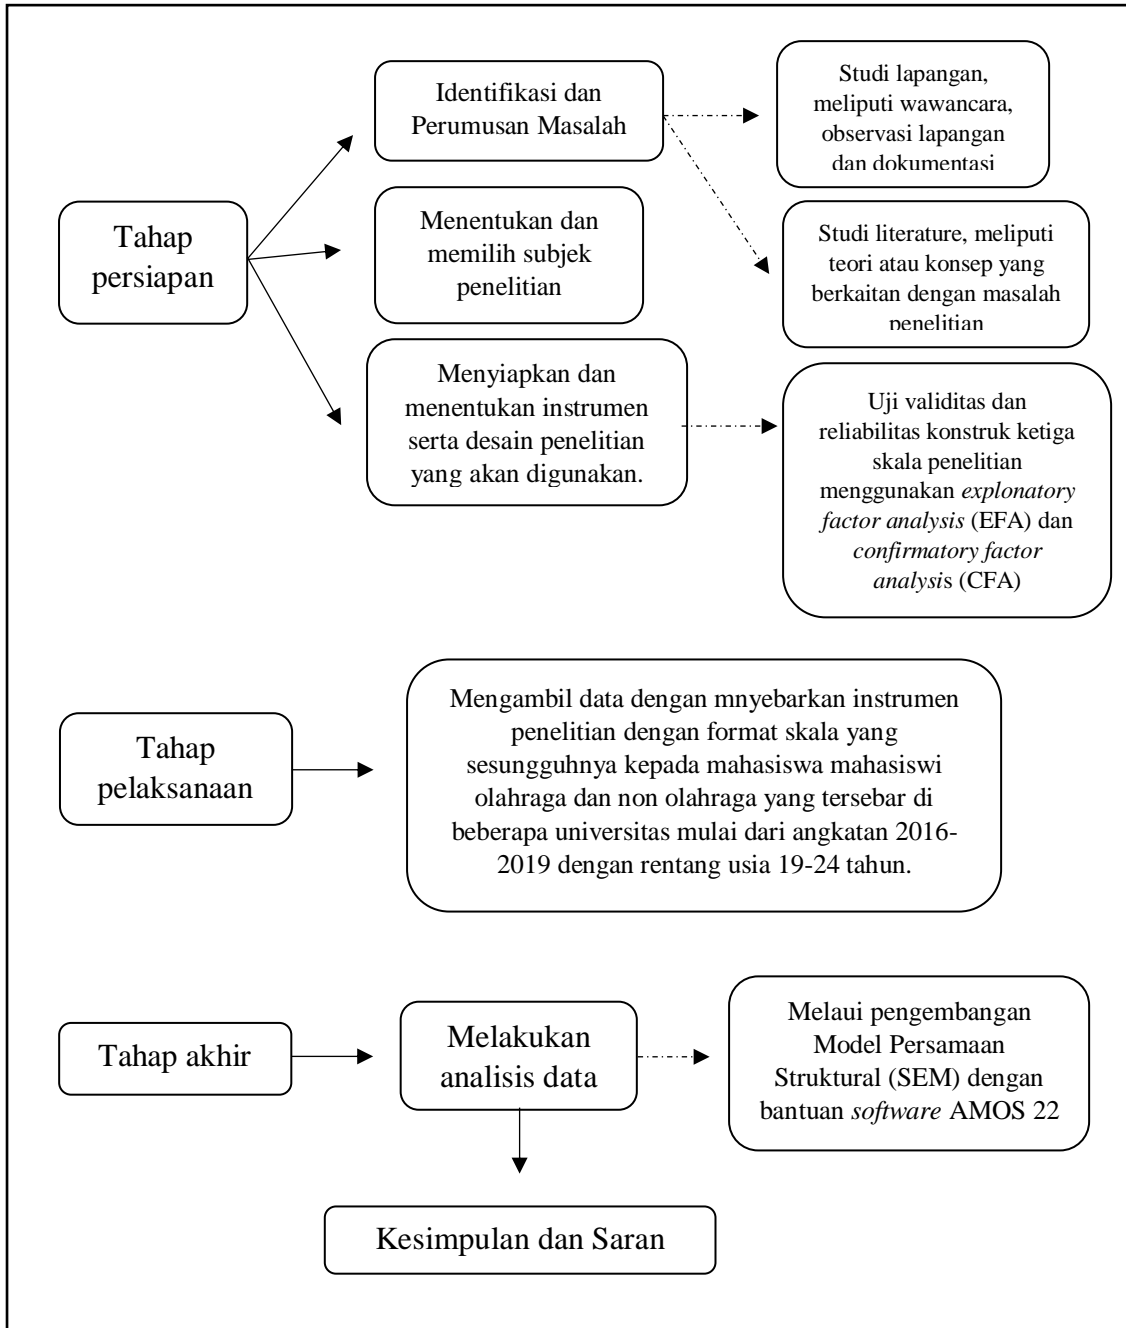 Tahap
persiapan
Identifikasi dan
Perumusan Masalah
Studi lapangan,
meliputi wawancara,
observasi lapangan
dan dokumentasi
Studi literature, meliputi
teori atau konsep yang
berkaitan dengan masalah
penelitian
Menentukan dan
memilih subjek
penelitian
Menyiapkan dan
menentukan instrumen
serta desain penelitian
yang akan digunakan.
Uji validitas dan
reliabilitas konstruk ketiga
skala penelitian
menggunakan explonatory
factor analysis (EFA) dan
confirmatory factor
analysis (CFA)
Tahap
pelaksanaan
Mengambil data dengan mnyebarkan instrumen
penelitian dengan format skala yang
sesungguhnya kepada mahasiswa mahasiswi
olahraga dan non olahraga yang tersebar di
beberapa universitas mulai dari angkatan 2016-
2019 dengan rentang usia 19-24 tahun.
Tahap akhir
Melakukan
analisis data
Melaui pengembangan
Model Persamaan
Struktural (SEM) dengan
bantuan software AMOS 22
Kesimpulan dan Saran